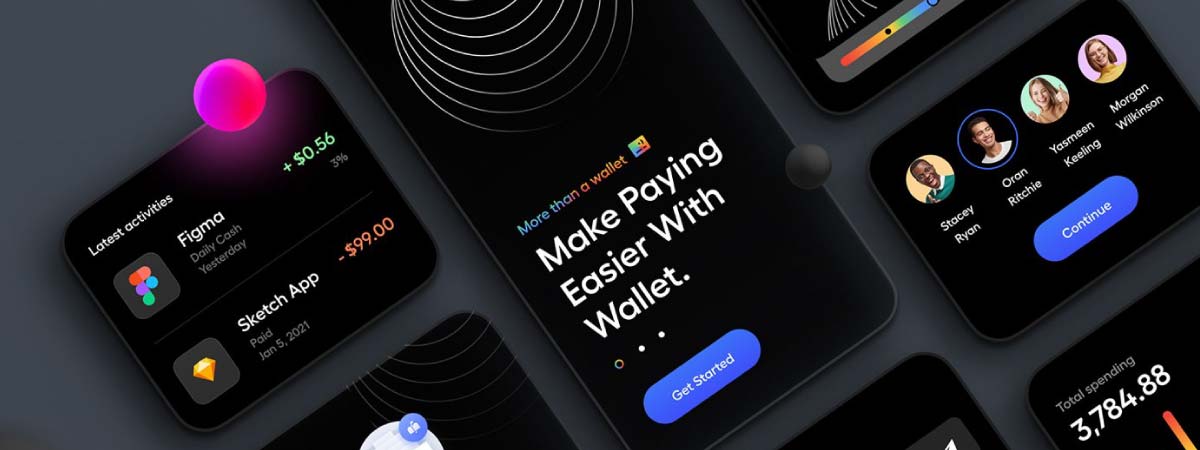 Latest activities
Figma
Daily Cash
Yesterday
+ $0.56
3%
Sketch App
Paid
Jan 5, 2021
- $99.00
More than a wallet
Make Paying
Easier With
Wallet.
Get Started
Stacey
Ryan
Oran
Ritchie
Yasmeen
Keeling
Morgan
Wilkinson
Continue
Total spending
3,784.88